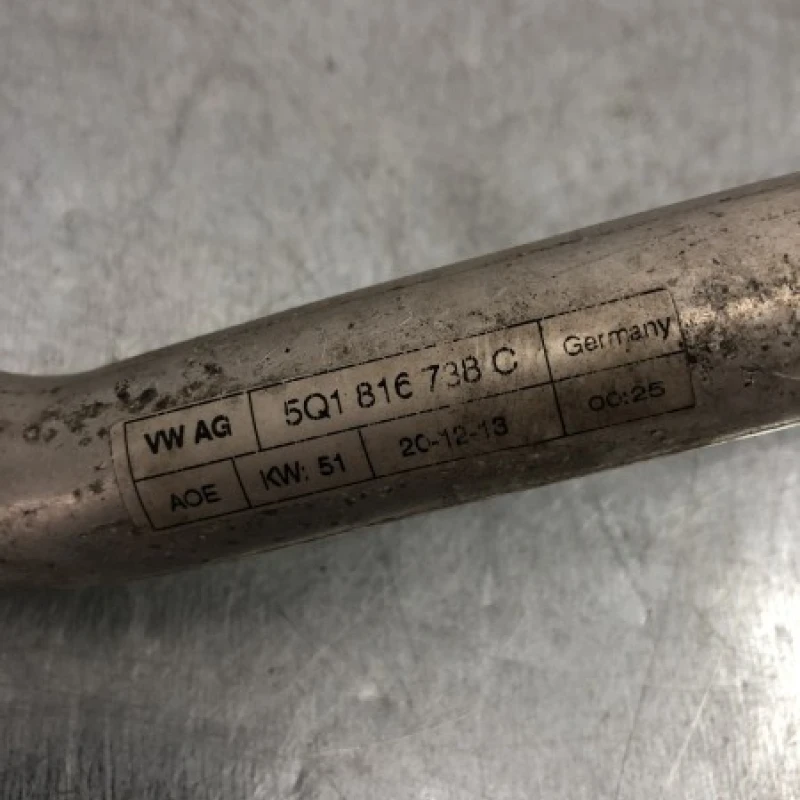 VW AG 5Q1 816 738 C Germany
AOE KW: 51 20-12-13 00:25